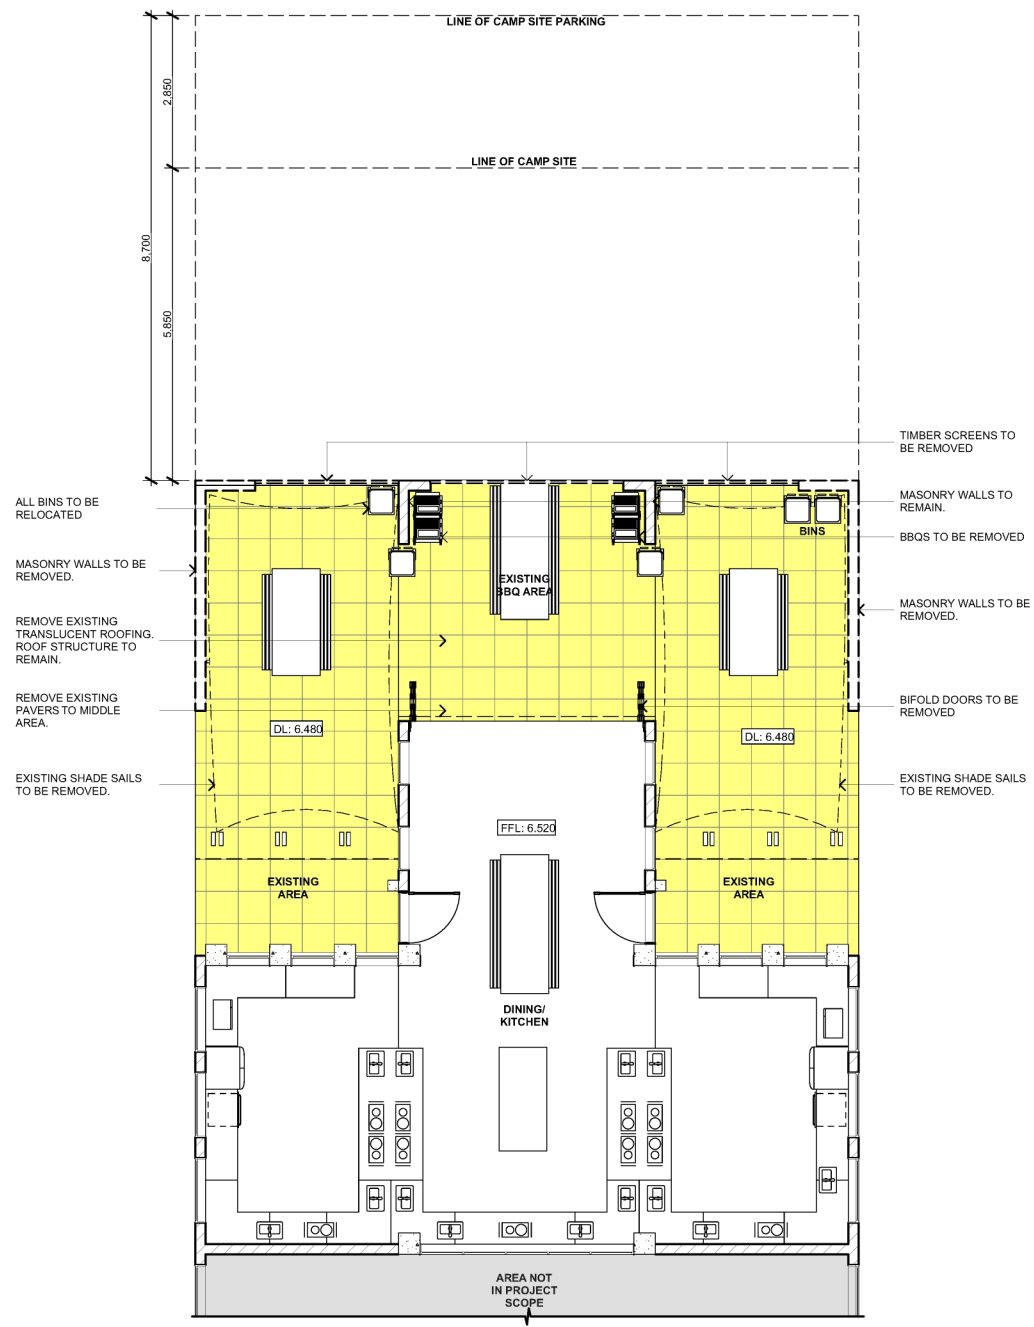 LINE OF CAMP SITE PARKING
2,850
LINE OF CAMP SITE
8,700
5,850
TIMBER SCREENS TO
BE REMOVED
ALL BINS TO BE
RELOCATED
MASONRY WALLS TO
REMAIN.
BINS
BBQS TO BE REMOVED
MASONRY WALLS TO BE
REMOVED.
EXISTING
BBQ AREA
MASONRY WALLS TO BE
REMOVED.
REMOVE EXISTING
TRANSLUCENT ROOFING.
ROOF STRUCTURE TO
REMAIN.
REMOVE EXISTING
PAVERS TO MIDDLE
AREA.
BIFOLD DOORS TO BE
REMOVED
DL: 6.480
DL: 6.480
EXISTING SHADE SAILS
TO BE REMOVED.
EXISTING SHADE SAILS
TO BE REMOVED.
FFL: 6.520
EXISTING
AREA
EXISTING
AREA
DINING/
KITCHEN
AREA NOT
IN PROJECT
SCOPE